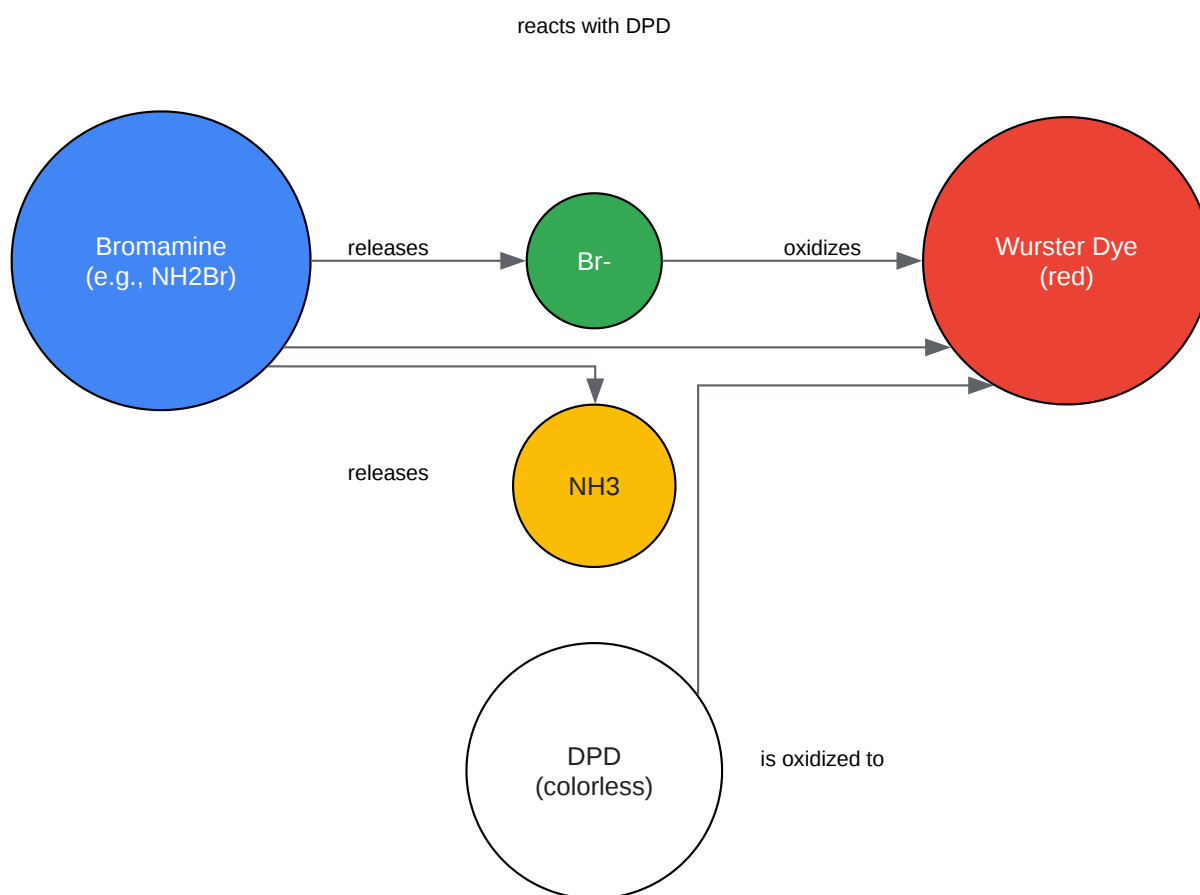 reacts with DPD
Bromamine
(e.g., NH2Br)
releases
Br-
oxidizes
Wurster Dye
(red)
releases
NH3
DPD
(colorless)
is oxidized to